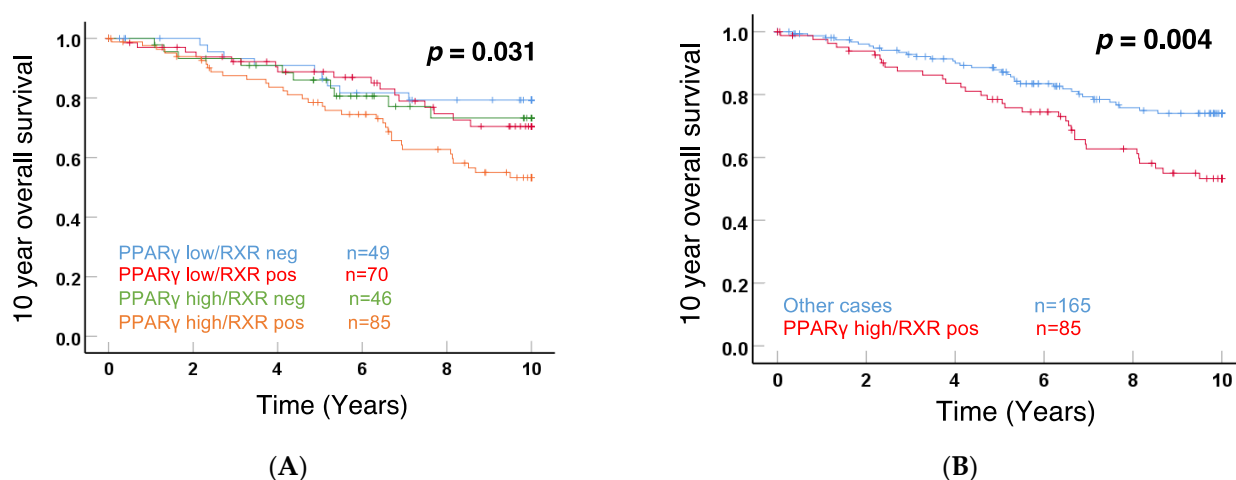 p = 0.031
10 year overall survival
1.0
0.8
0.6
0.4
0.2
0.0
PPARγ low/RXR neg n=49
PPARγ low/RXR pos n=70
PPARγ high/RXR neg n=46
PPARγ high/RXR pos n=85
0 2 4 6 8 10
Time (Years)
(A)
p = 0.004
10 year overall survival
1.0
0.8
0.6
0.4
0.2
0.0
Other cases n=165
PPARγ high/RXR pos n=85
0 2 4 6 8 10
Time (Years)
(B)